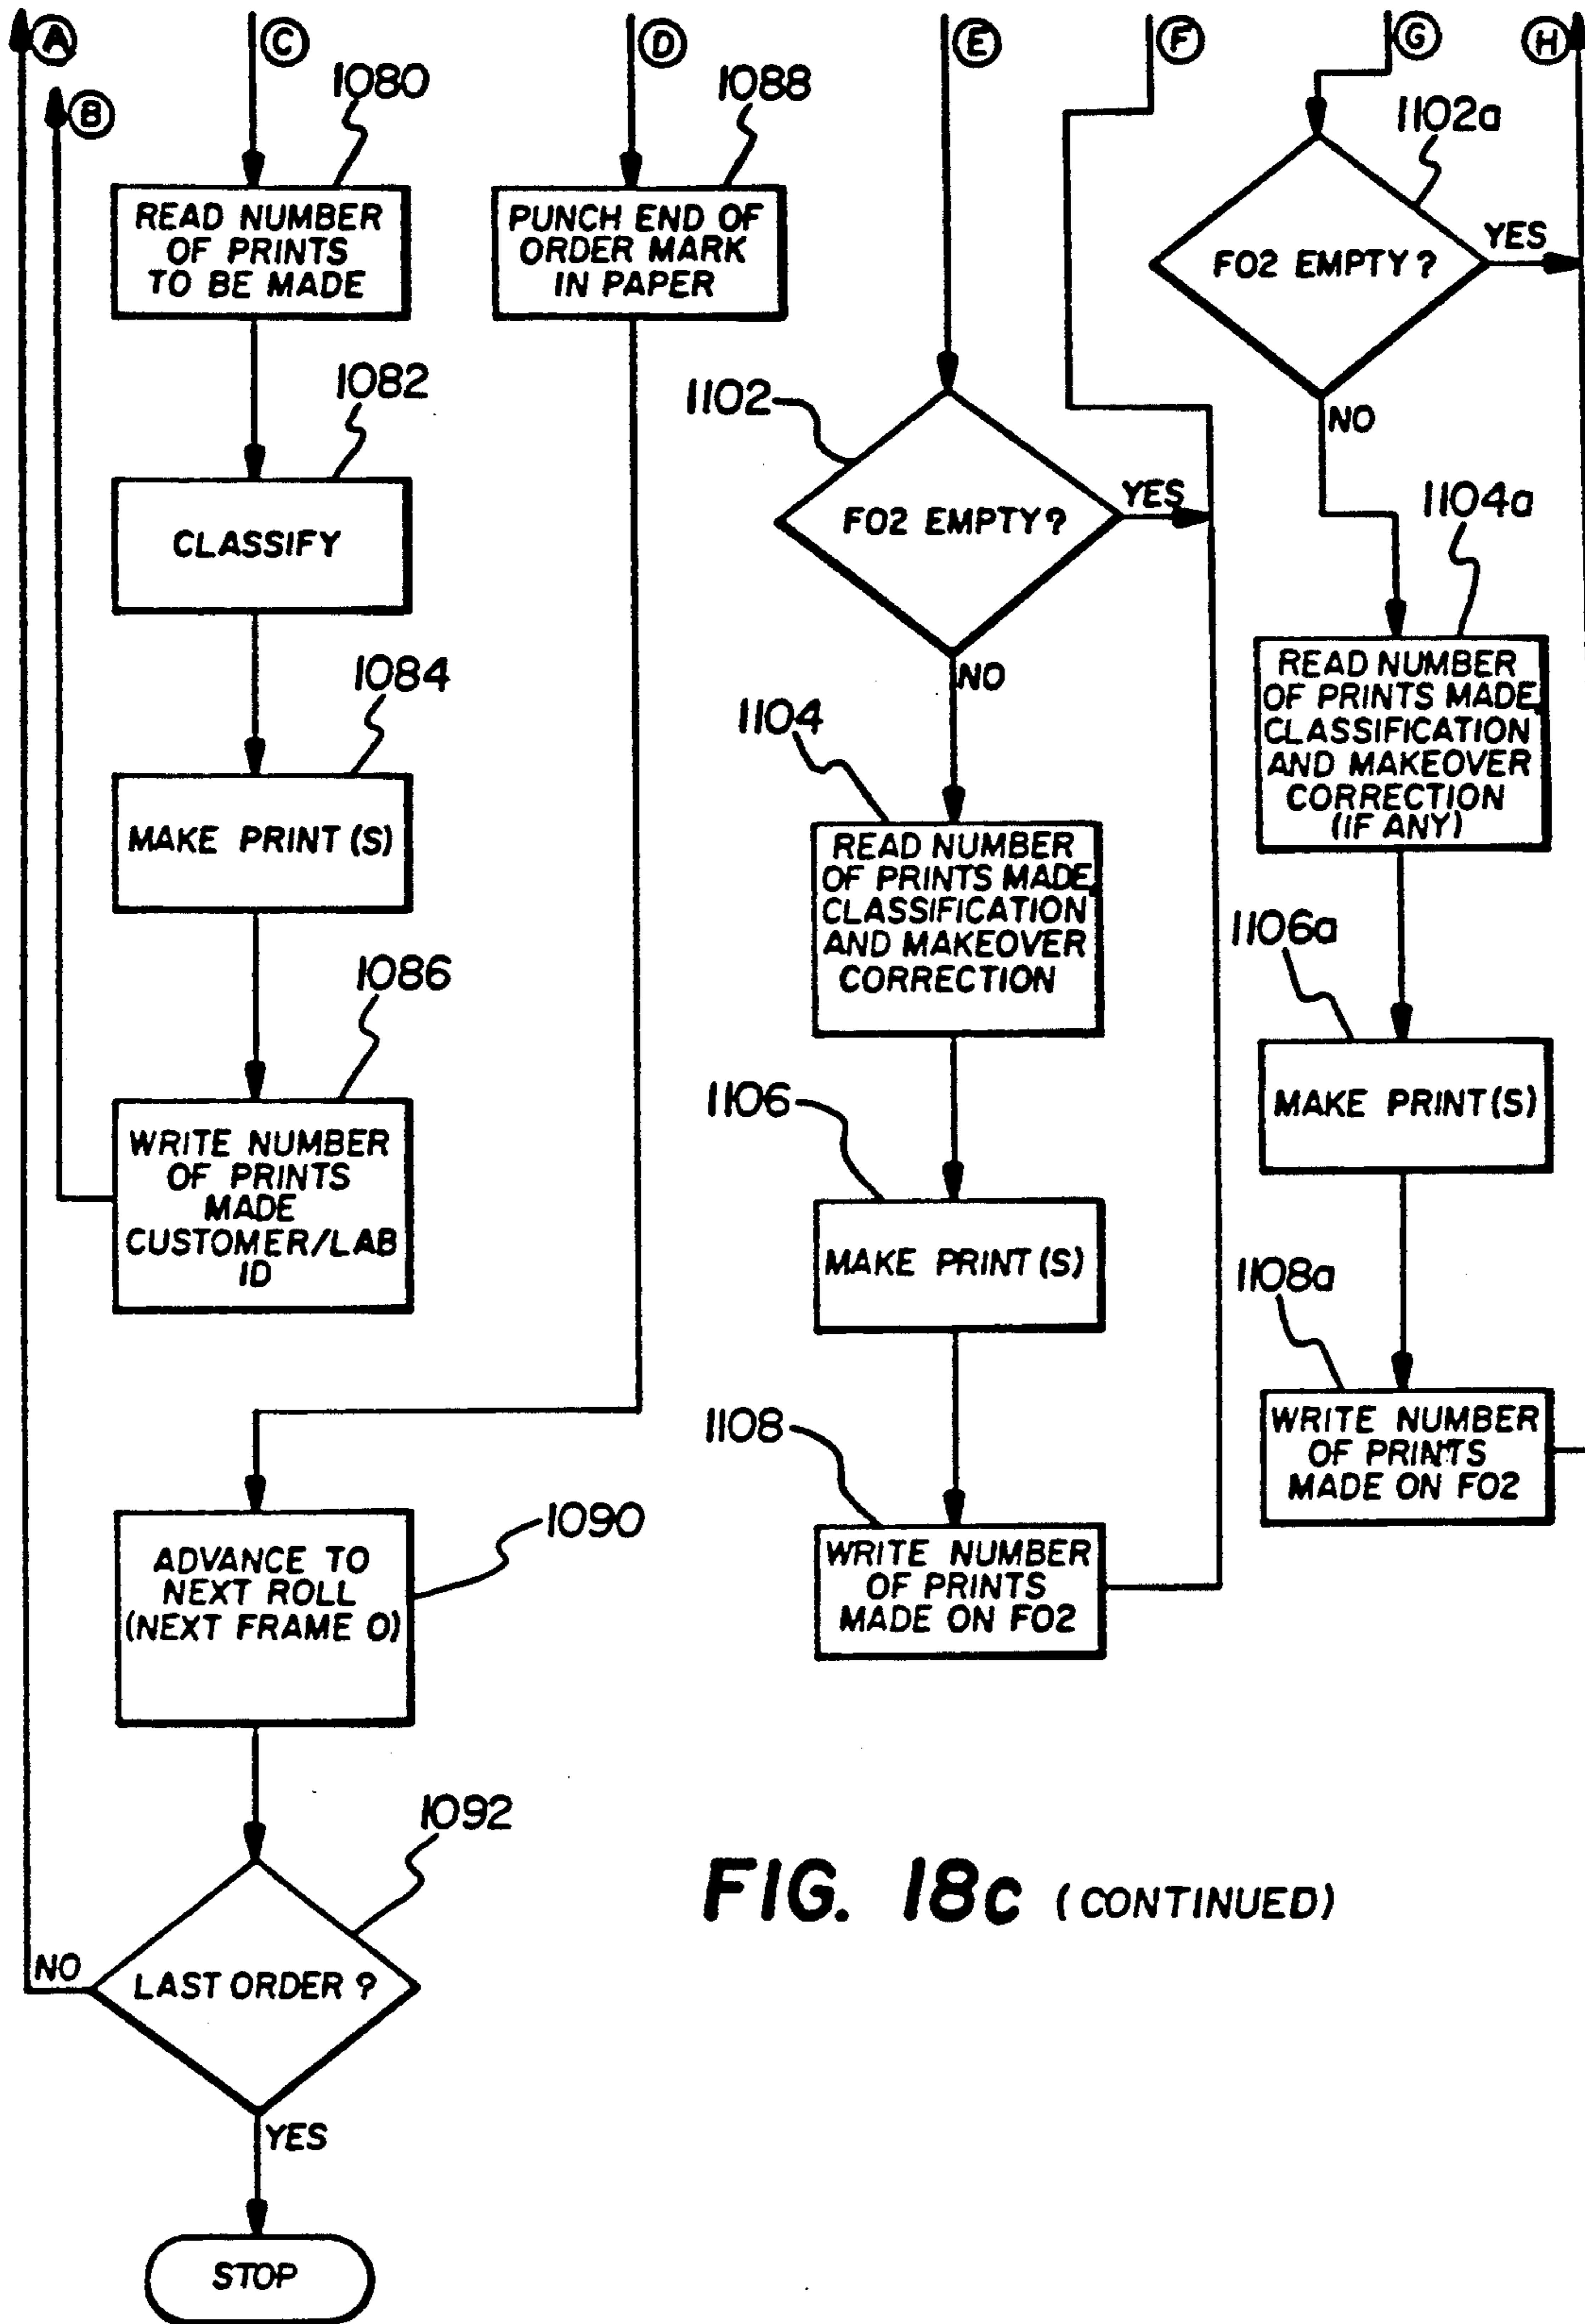 A
C
D
E
F
G
H
B
1080
READ NUMBER
OF PRINTS
TO BE MADE
1082
CLASSIFY
1084
MAKE PRINT(S)
1086
WRITE NUMBER
OF PRINTS
MADE
CUSTOMER/LAB
ID
1088
PUNCH END OF
ORDER MARK
IN PAPER
1090
ADVANCE TO
NEXT ROLL
(NEXT FRAME 0)
1092
LAST ORDER?
NO
YES
STOP
1102
F02 EMPTY?
YES
NO
1104
READ NUMBER
OF PRINTS MADE,
CLASSIFICATION
AND MAKEOVER
CORRECTION
1106
MAKE PRINT(S)
1108
WRITE NUMBER
OF PRINTS
MADE ON F02
1102a
F02 EMPTY?
YES
NO
1104a
READ NUMBER
OF PRINTS MADE,
CLASSIFICATION
AND MAKEOVER
CORRECTION
(IF ANY)
1106a
MAKE PRINT(S)
1108a
WRITE NUMBER
OF PRINTS
MADE ON F02
FIG. 18c (CONTINUED)